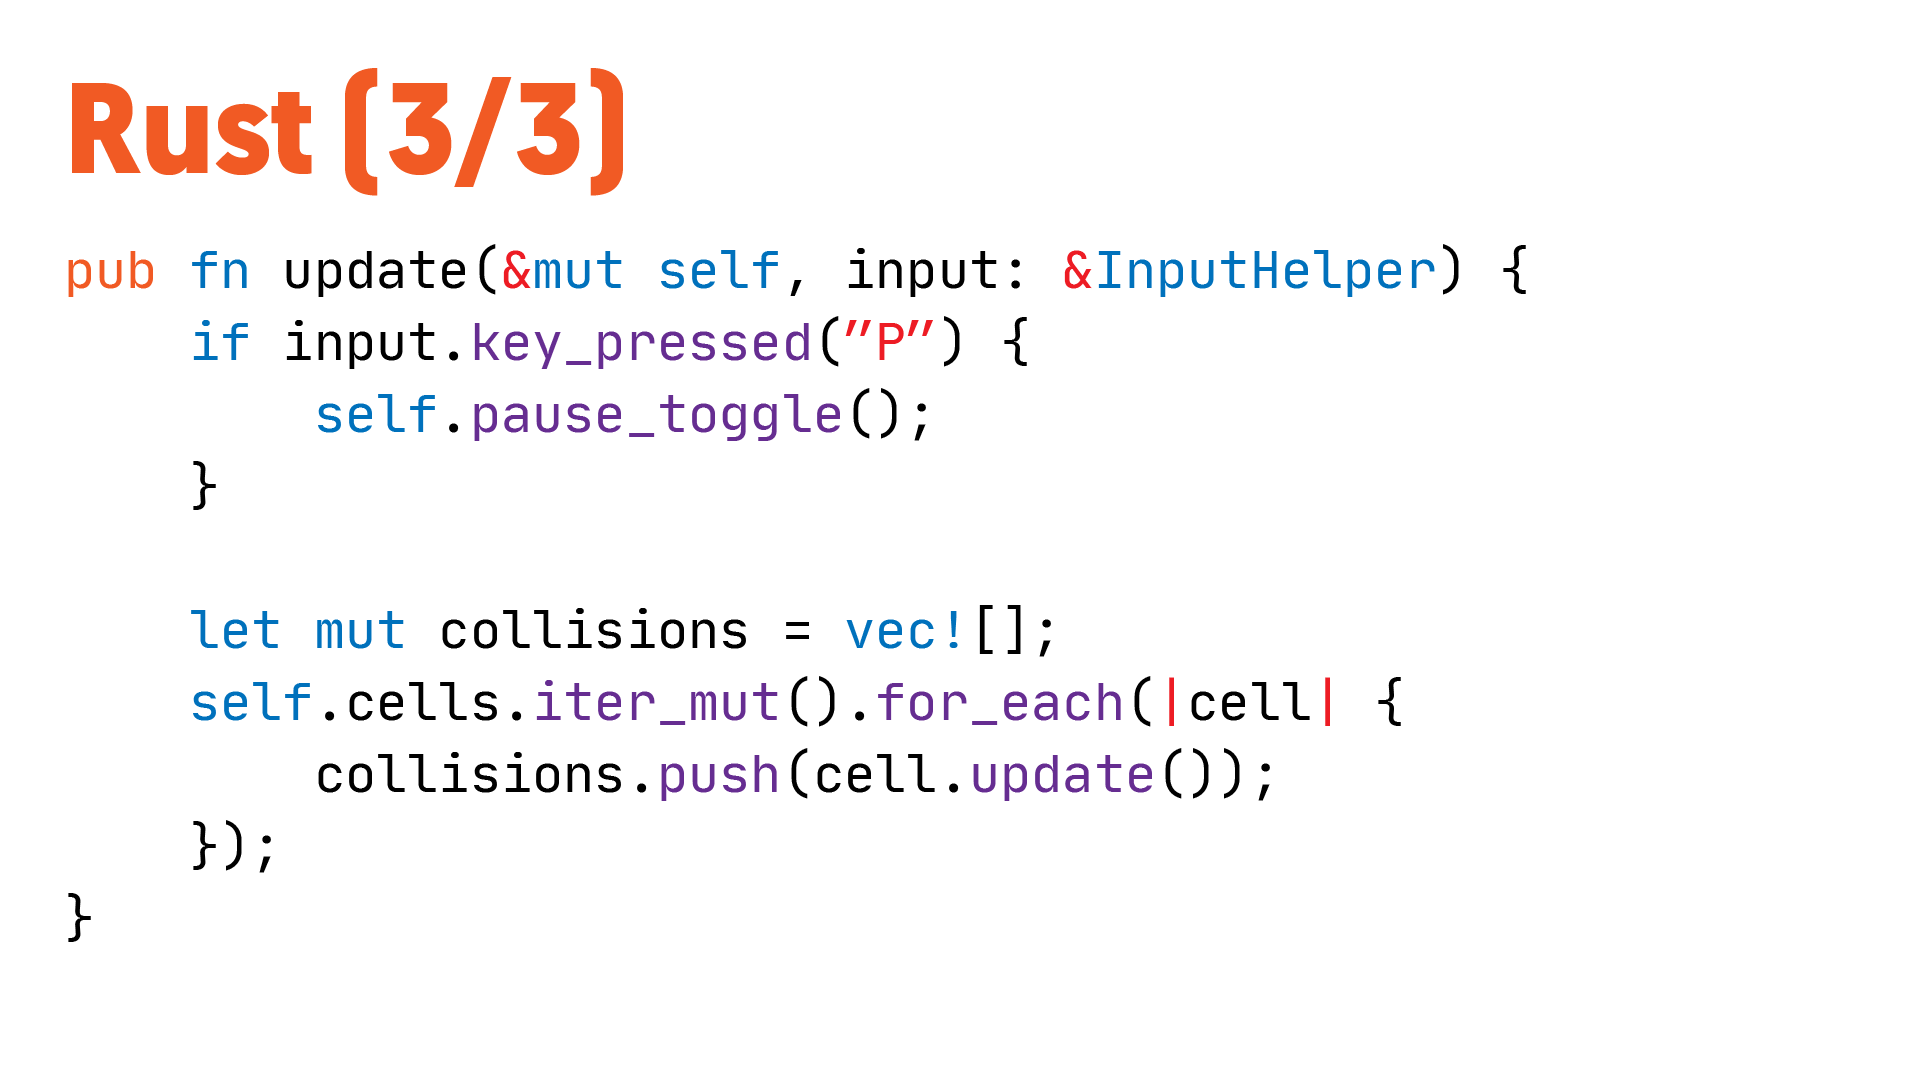 Rust (3/3)
pub fn update(&mut self, input: &InputHelper) {
    if input.key_pressed("P") {
        self.pause_toggle();
    }

    let mut collisions = vec![];
    self.cells.iter_mut().for_each(|cell| {
        collisions.push(cell.update());
    });
}